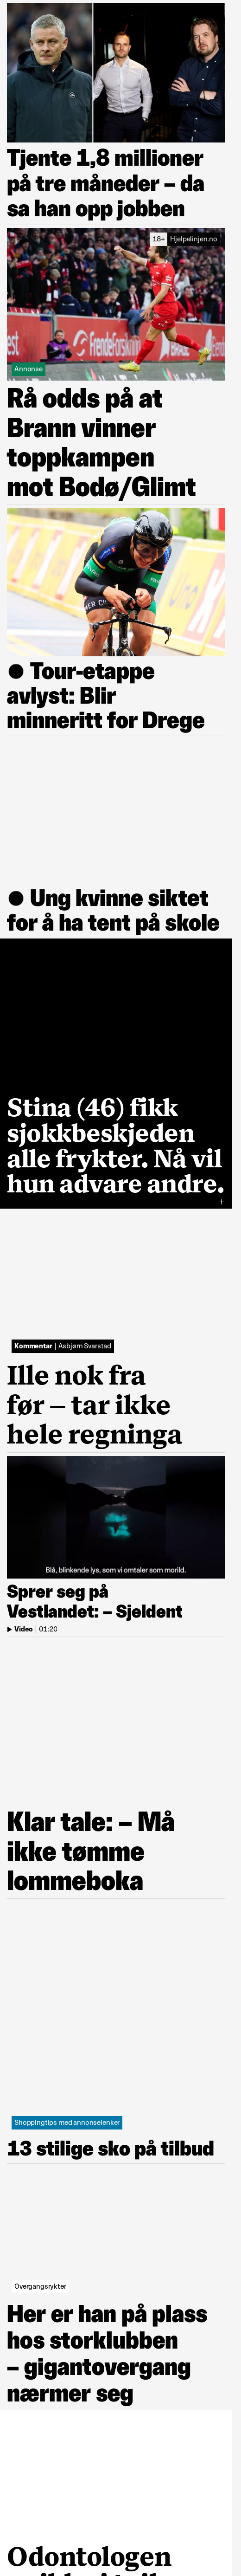 Tjente 1,8 millioner
på tre måneder – da
sa han opp jobben
18+ Hjelpelinjen.no
Annonse
Rå odds på at
Brann vinner
toppkampen
mot Bodø/Glimt
● Tour-etappe
avlyst: Blir
minneritt for Drege
● Ung kvinne siktet
for å ha tent på skole
Stina (46) fikk
sjokkbeskjeden
alle frykter. Nå vil
hun advare andre.
+
Kommentar | Asbjørn Svarstad
Ille nok fra
før – tar ikke
hele regninga
Blå, blinkende lys, som vi omtaler som morild.
Sprer seg på
Vestlandet: – Sjeldent
Video | 01:20
Klar tale: – Må
ikke tømme
lommeboka
Shoppingtips med annonselenker
13 stilige sko på tilbud
Overgangsrykter
Her er han på plass
hos storklubben
– gigantovergang
nærmer seg
Odontologen